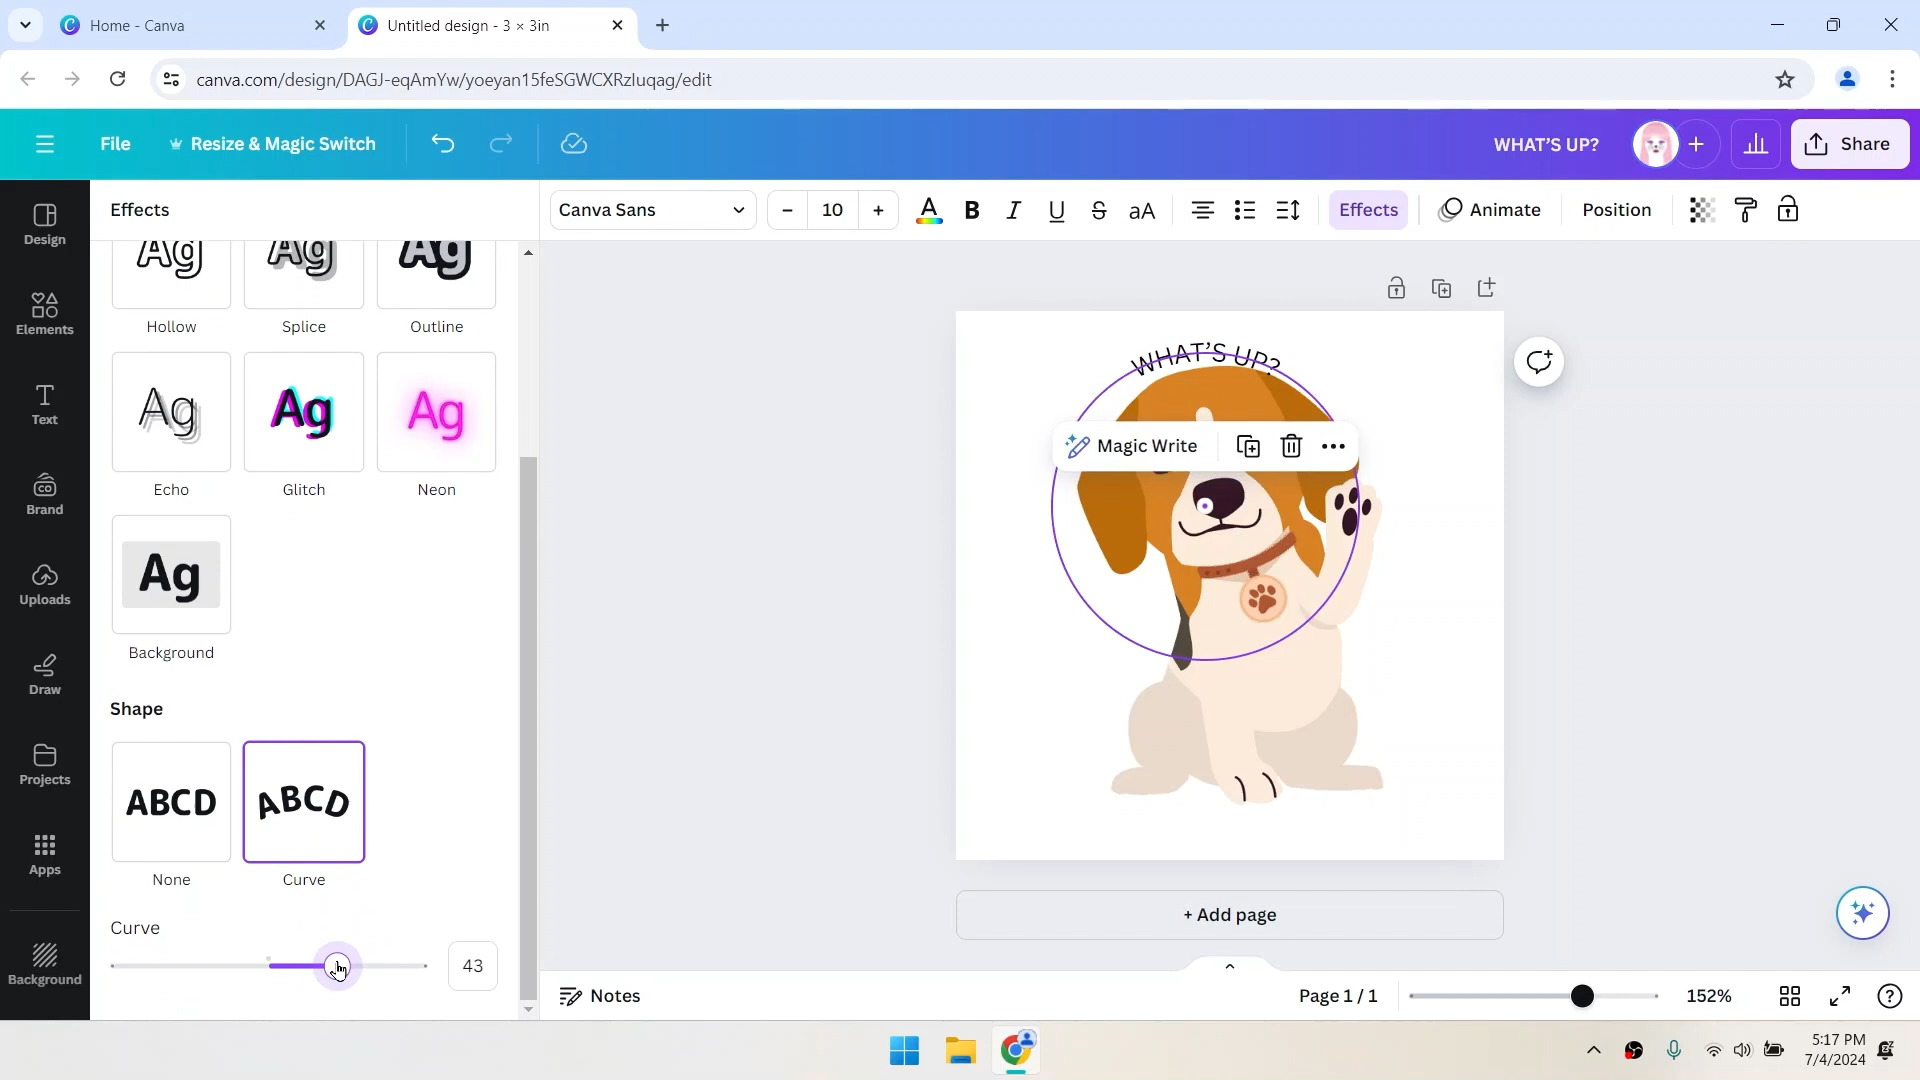 Home - Canva
Untitled design - 3 × 3in
canva.com/design/DAGJ-eqAmYw/yoeyan15feSGWCXRzIuqag/edit
File
Resize & Magic Switch
WHAT'S UP?
Share
Design
Elements
Text
Brand
Uploads
Draw
Projects
Apps
Background
Effects
Ag
Ag
Ag
Hollow
Splice
Outline
Ag
Ag
Ag
Echo
Glitch
Neon
Ag
Background
Shape
ABCD
ABCD
None
Curve
Curve
43
Canva Sans
10
A
B
I
U
S
aA
Effects
Animate
Position
WHAT'S UP?
Magic Write
+ Add page
Notes
Page 1 / 1
152%
5:17 PM
7/4/2024